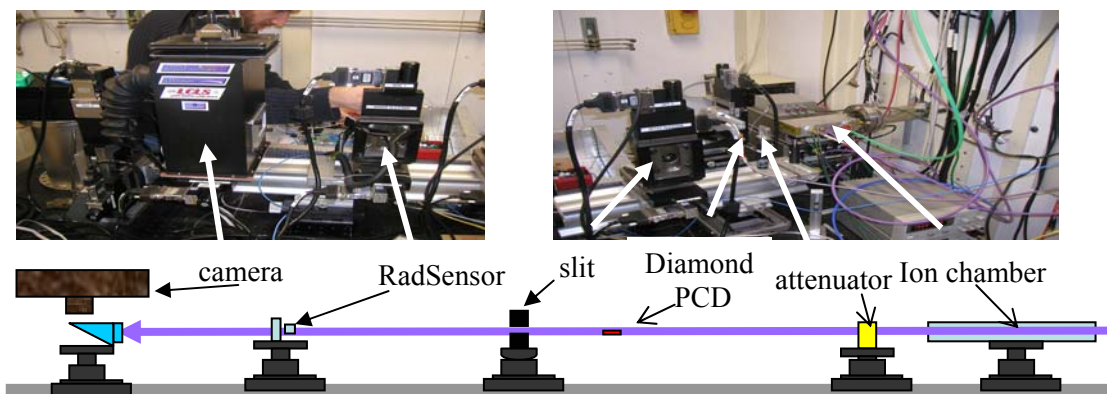 LCLS
camera
RadSensor
slit
Diamond
PCD
attenuator
Ion chamber